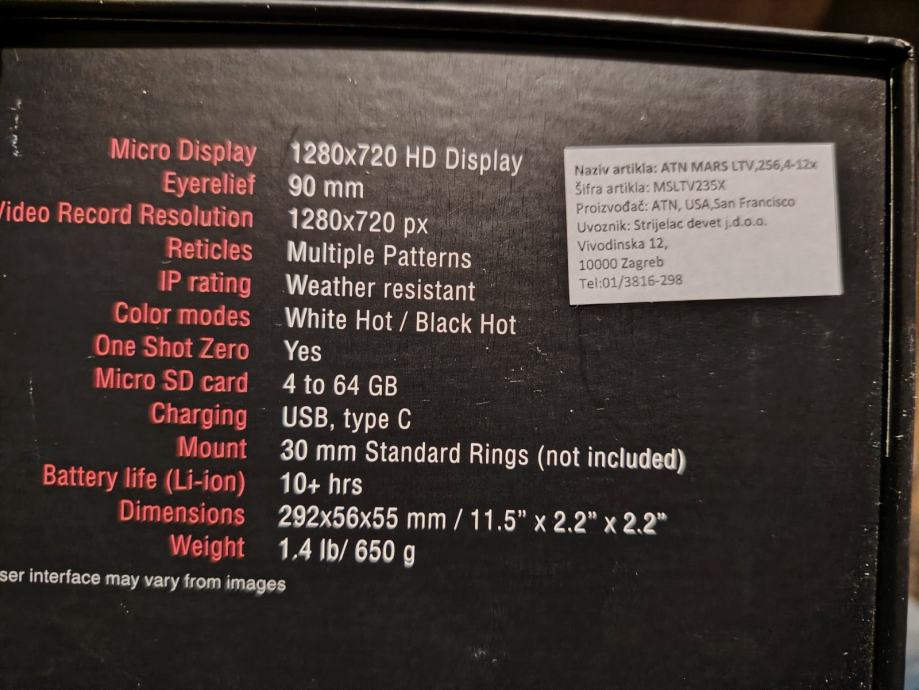 Micro Display 1280x720 HD Display
Eyerelief 90 mm
Video Record Resolution 1280x720 px
Reticles Multiple Patterns
IP rating Weather resistant
Color modes White Hot / Black Hot
One Shot Zero Yes
Micro SD card 4 to 64 GB
Charging USB, type C
Mount 30 mm Standard Rings (not included)
Battery life (Li-ion) 10+ hrs
Dimensions 292x56x55 mm / 11.5” x 2.2” x 2.2”
Weight 1.4 lb/ 650 g
ser interface may vary from images
Naziv artikla: ATN MARS LTV,256,4-12x
Šifra artikla: MSLTV235X
Proizvođač: ATN, USA,San Francisco
Uvoznik: Strijelac devet j.d.o.o.
Vivodinska 12,
10000 Zagreb
Tel:01/3816-298